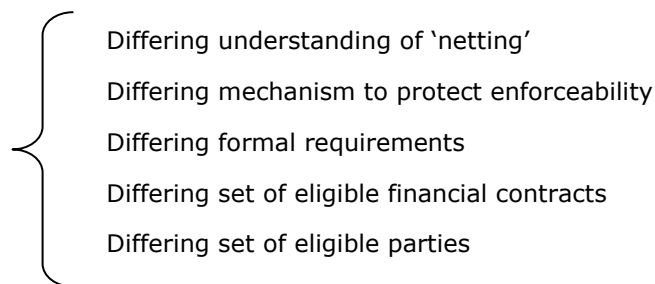 Differing understanding of ‘netting’
Differing mechanism to protect enforceability
Differing formal requirements
Differing set of eligible financial contracts
Differing set of eligible parties